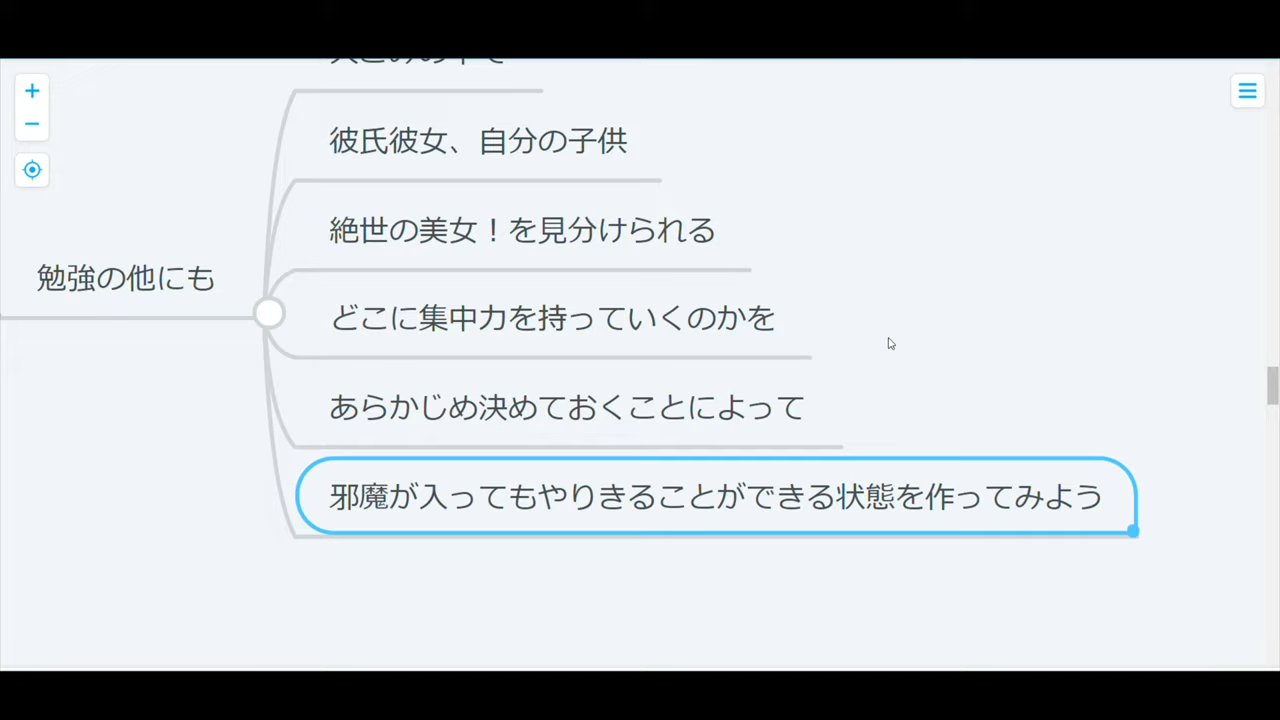 彼氏彼女、自分の子供
絶世の美女！を見分けられる
勉強の他にも
どこに集中力を持っていくのかを
あらかじめ決めておくことによって
邪魔が入ってもやりきることができる状態を作ってみよう